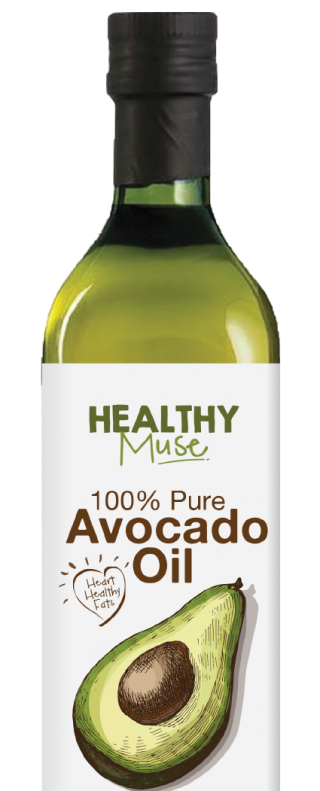 HEALTHY
Muse
100% Pure
Avocado
Oil
Heart
Healthy
Fats